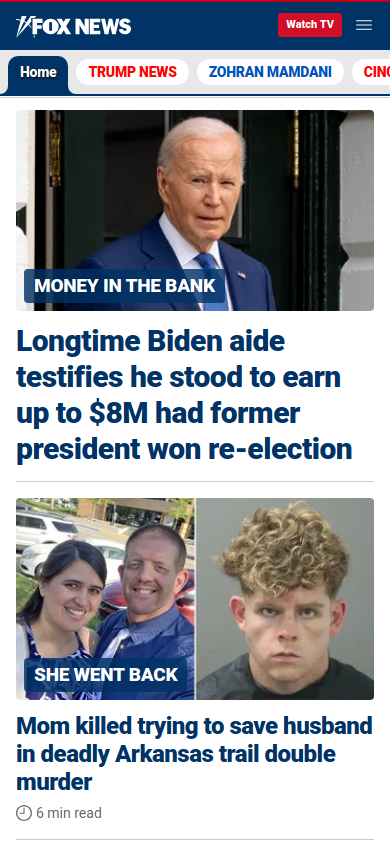 FOX NEWS
Watch TV
Home
TRUMP NEWS
ZOHRAN MAMDANI
MONEY IN THE BANK
Longtime Biden aide
testifies he stood to earn
up to $8M had former
president won re-election
SHE WENT BACK
Mom killed trying to save husband
in deadly Arkansas trail double
murder
6 min read